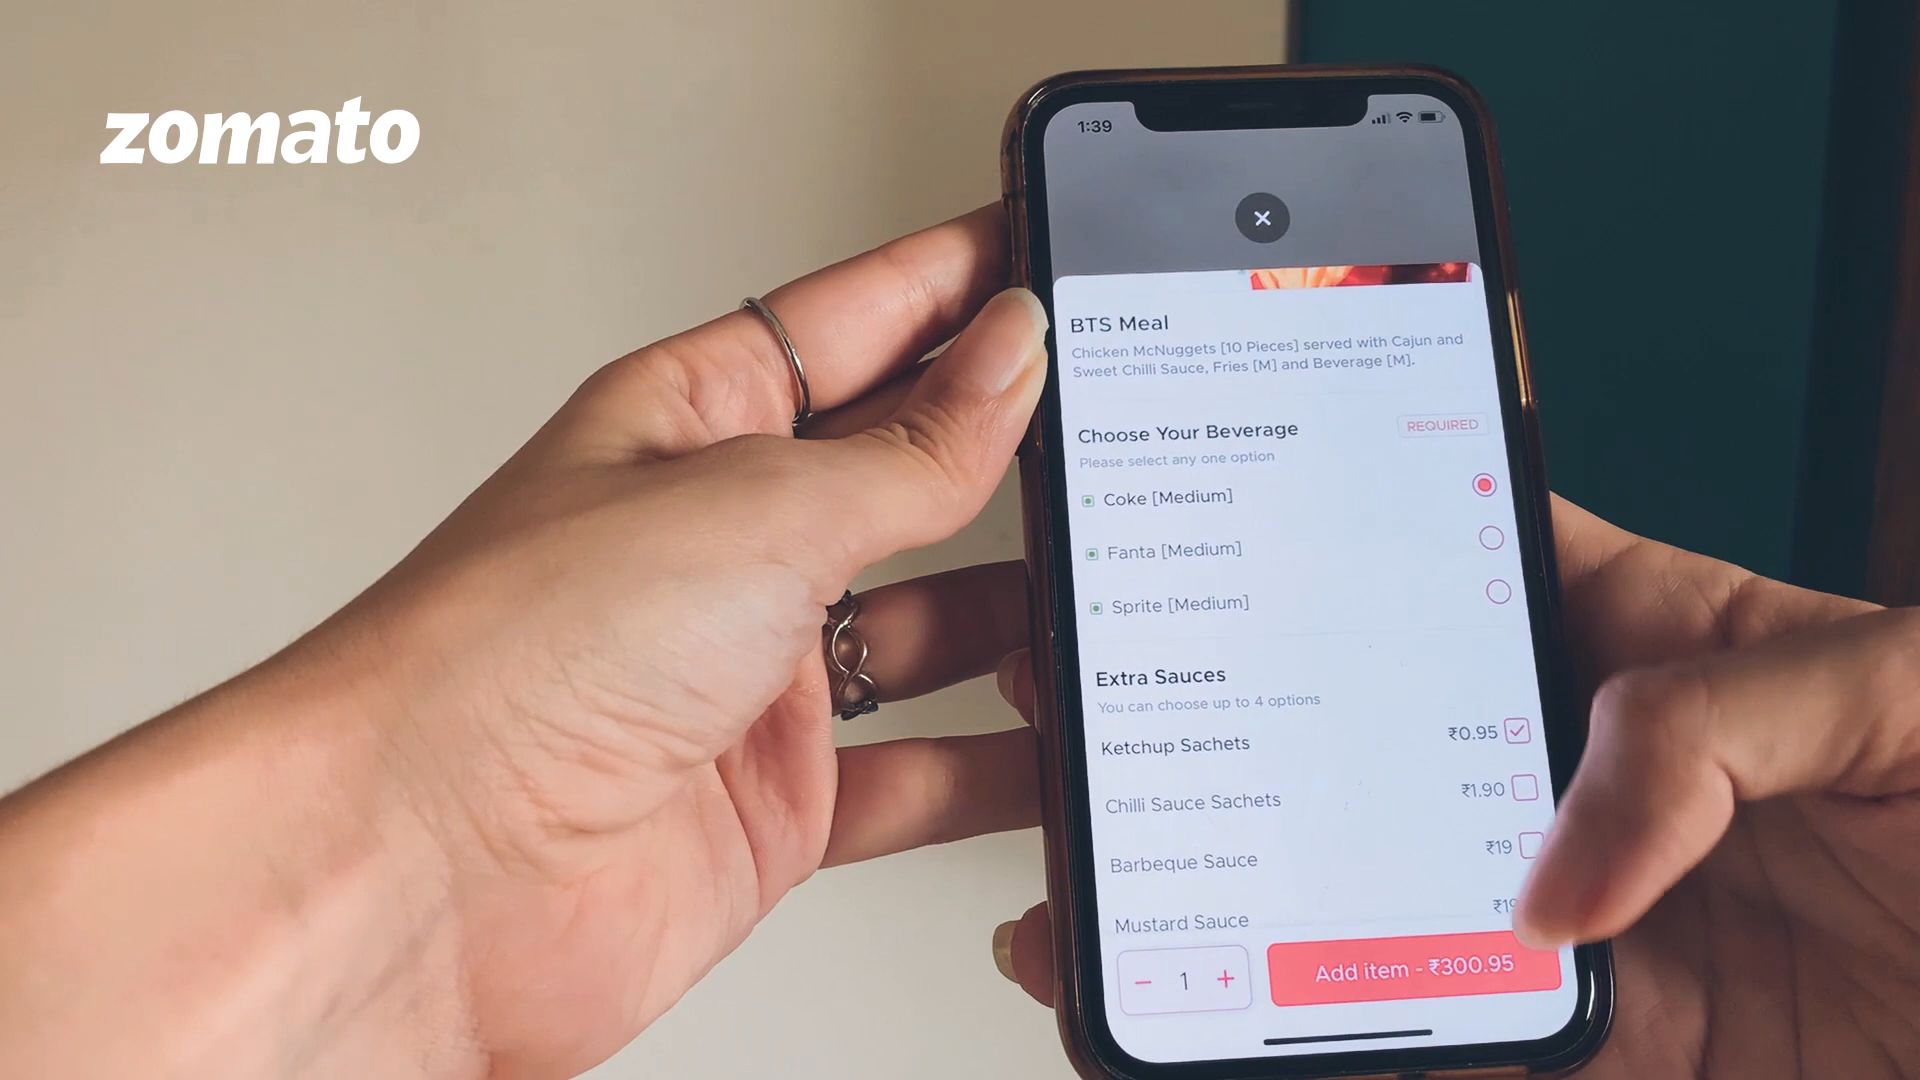 zomato
1:39
BTS Meal
Chicken McNuggets [10 Pieces] served with Cajun and
Sweet Chilli Sauce, Fries [M] and Beverage [M].
Choose Your Beverage
REQUIRED
Please select any one option
Coke [Medium]
Fanta [Medium]
Sprite [Medium]
Extra Sauces
You can choose up to 4 options
Ketchup Sachets ₹0.95
Chilli Sauce Sachets ₹1.90
Barbeque Sauce ₹19
Mustard Sauce
− 1 +
Add item - ₹300.95